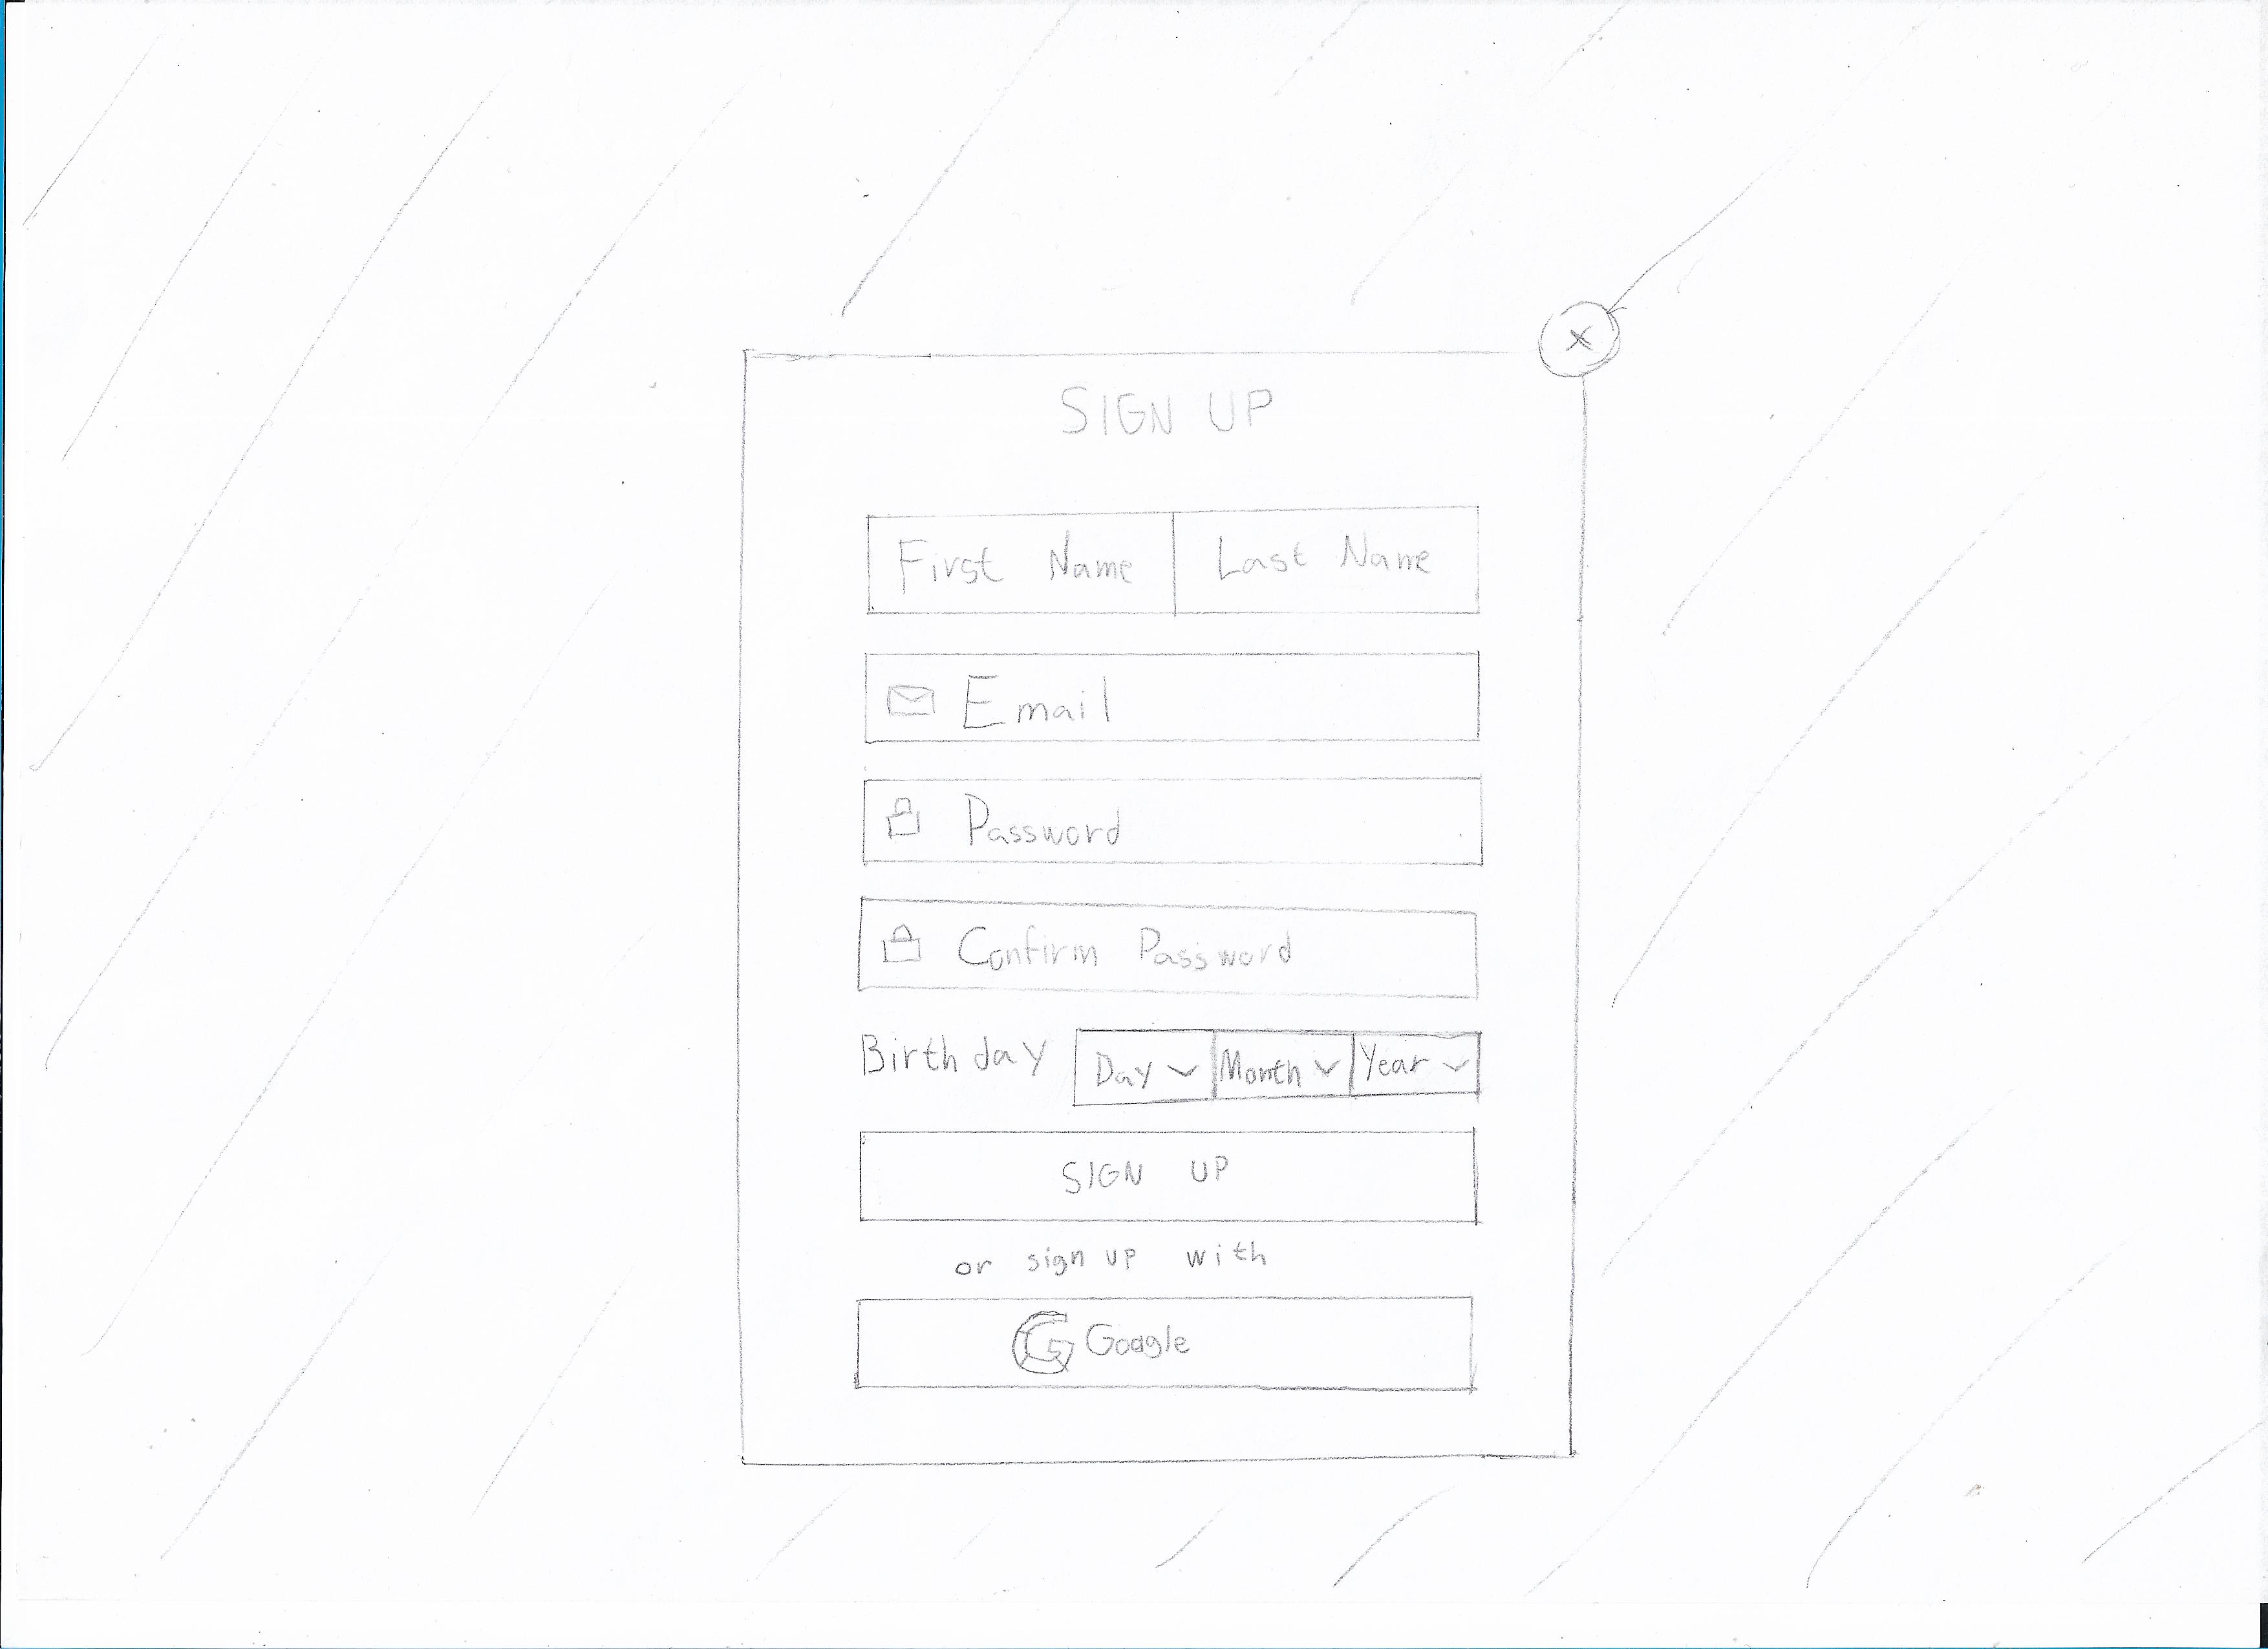 SIGN UP
First Name Last Name
Email
Password
Confirm Password
Birthday Day Month Year
SIGN UP
or sign up with
G Google